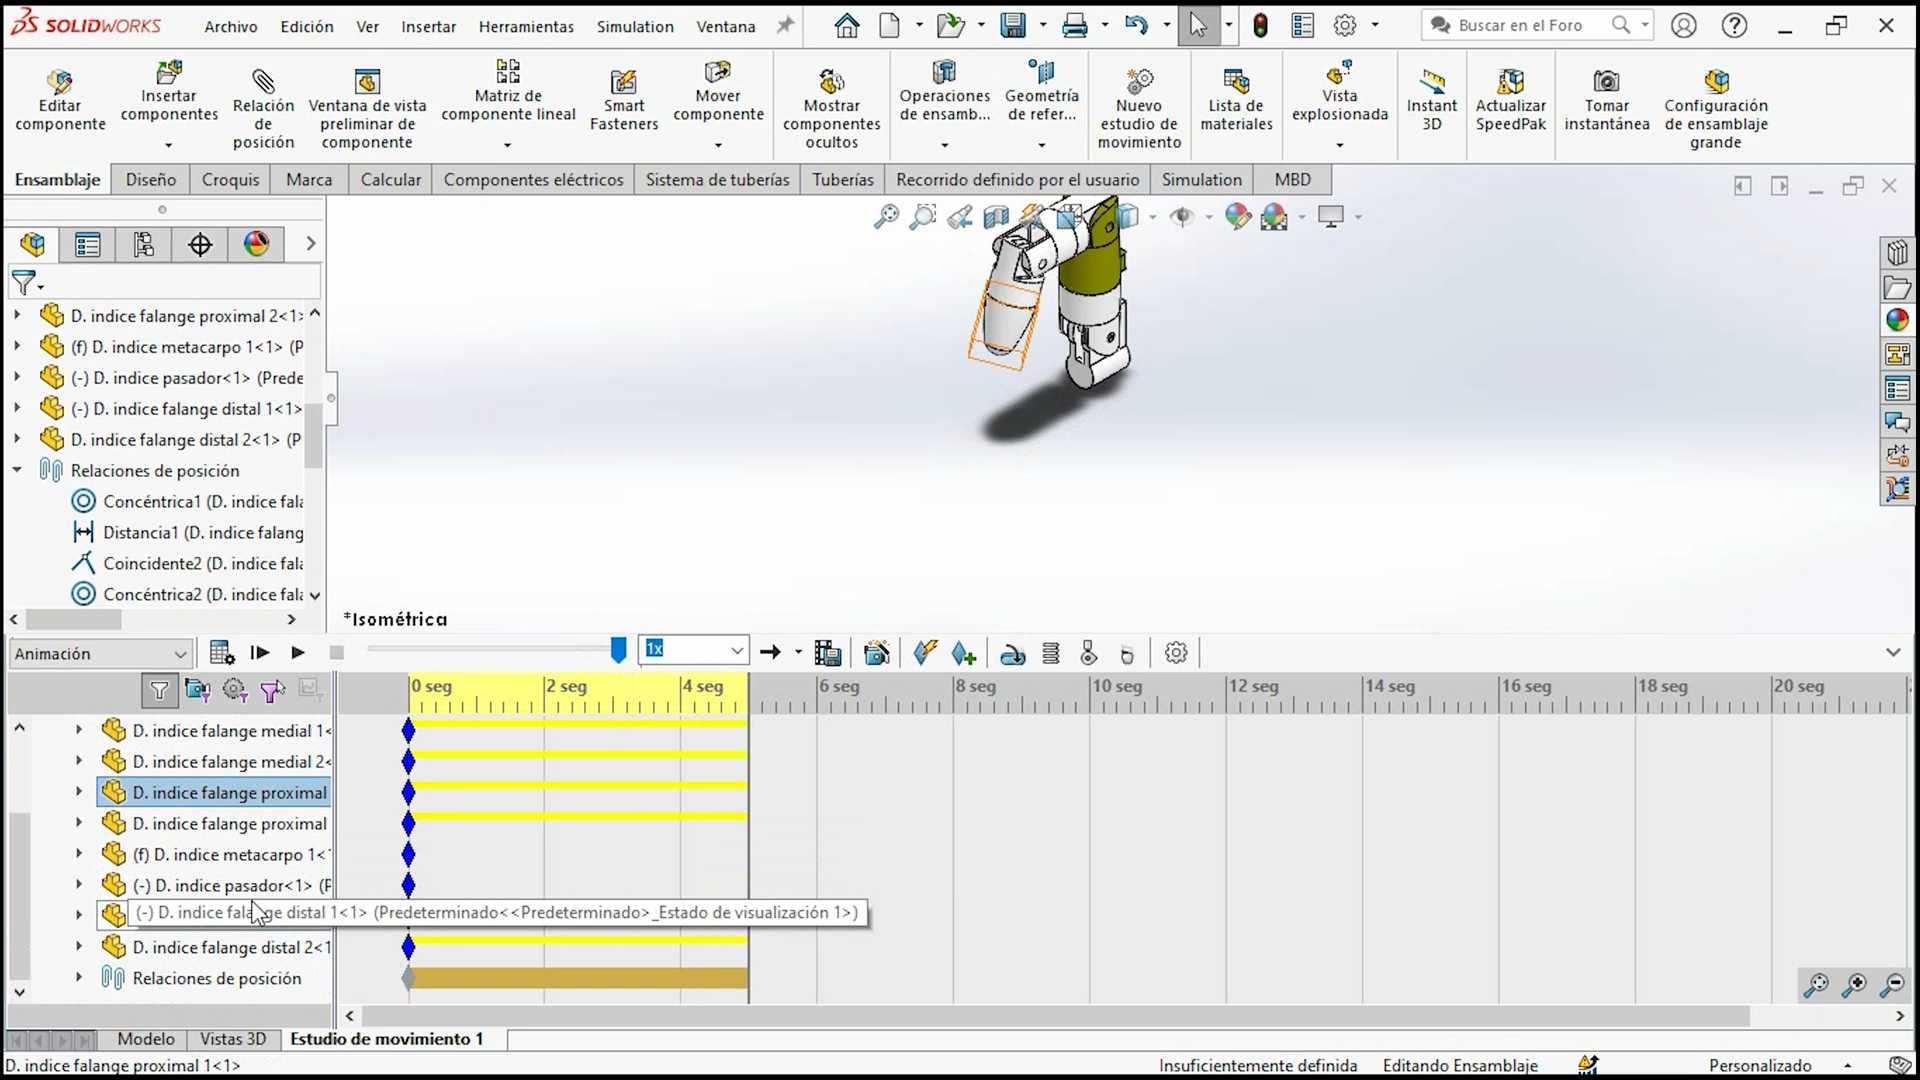 SOLIDWORKS Archivo Edición Ver Insertar Herramientas Simulation Ventana Buscar en el Foro
Editar componente
Insertar componentes
Relación de posición
Ventana de vista preliminar de componente
Matriz de componente lineal
Smart Fasteners
Mover componente
Mostrar componentes ocultos
Operaciones de ensamb...
Geometría de refer...
Nuevo estudio de movimiento
Lista de materiales
Vista explosionada
Instant 3D
Actualizar SpeedPak
Tomar instantánea
Configuración de ensamblaje grande
Ensamblaje Diseño Croquis Marca Calcular Componentes eléctricos Sistema de tuberías Tuberías Recorrido definido por el usuario Simulation MBD
D. indice falange proximal 2<1>
(f) D. indice metacarpo 1<1> (P
(-) D. indice pasador<1> (Prede
(-) D. indice falange distal 1<1>
D. indice falange distal 2<1> (P
Relaciones de posición
Concéntrica1 (D. indice fala
Distancia1 (D. indice falang
Coincidente2 (D. indice fala
Concéntrica2 (D. indice fala
*Isométrica
Animación 1x
0 seg 2 seg 4 seg 6 seg 8 seg 10 seg 12 seg 14 seg 16 seg 18 seg 20 seg
D. indice falange medial 1<
D. indice falange medial 2<
D. indice falange proximal
D. indice falange proximal
(f) D. indice metacarpo 1<
(-) D. indice pasador<1> (P
(-) D. indice falange distal 1<1> (Predeterminado<<Predeterminado>_Estado de visualización 1>)
D. indice falange distal 2<1
Relaciones de posición
Modelo Vistas 3D Estudio de movimiento 1
D. indice falange proximal 1<1> Insuficientemente definida Editando Ensamblaje Personalizado